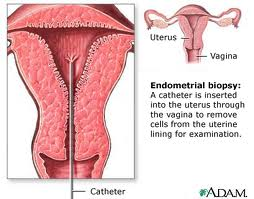 Uterus
Vagina
Endometrial biopsy:
A catheter is inserted
into the uterus through
the vagina to remove
cells from the uterine
lining for examination.
Catheter
A.D.A.M.